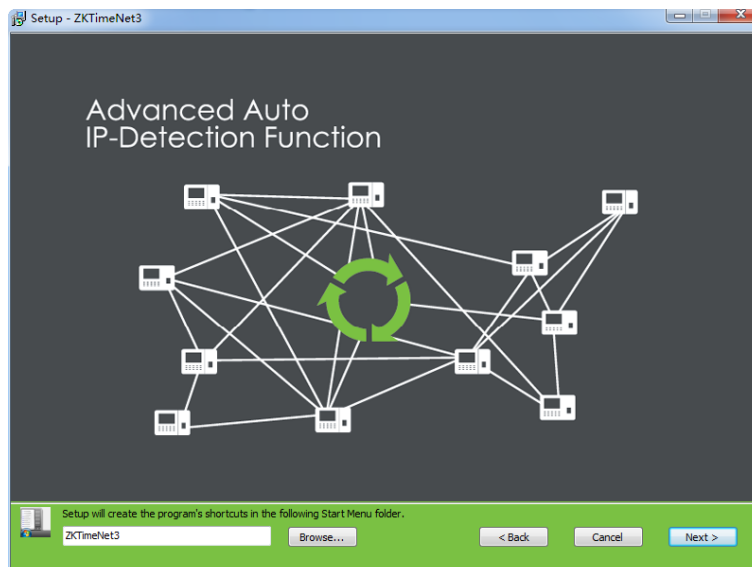 Setup - ZKTimeNet3
Advanced Auto
IP-Detection Function
Setup will create the program's shortcuts in the following Start Menu folder.
ZKTimeNet3
Browse...
< Back
Cancel
Next >